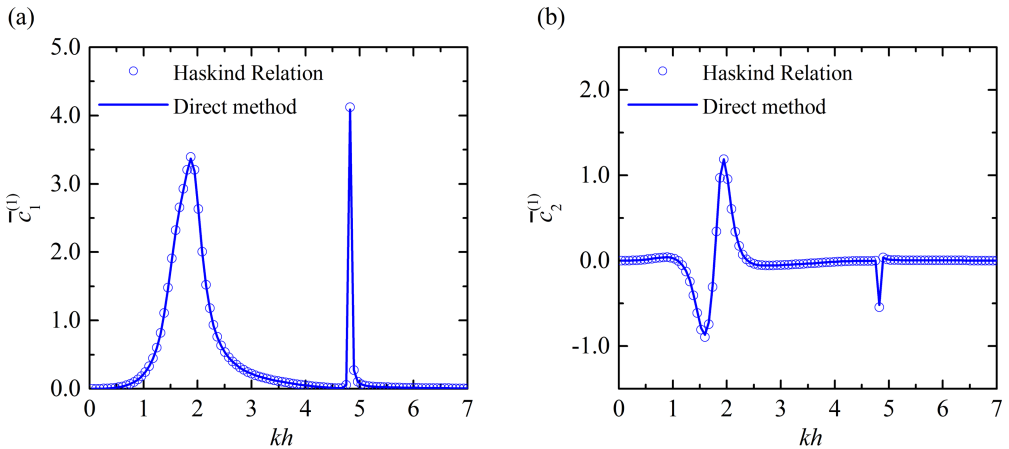 (a)
5.0
4.0
3.0
2.0
1.0
0.0
0 1 2 3 4 5 6 7
kh
c̄₁⁽¹⁾
Haskind Relation
Direct method
(b)
2.0
1.0
0.0
-1.0
0 1 2 3 4 5 6 7
kh
c̄₂⁽¹⁾
Haskind Relation
Direct method